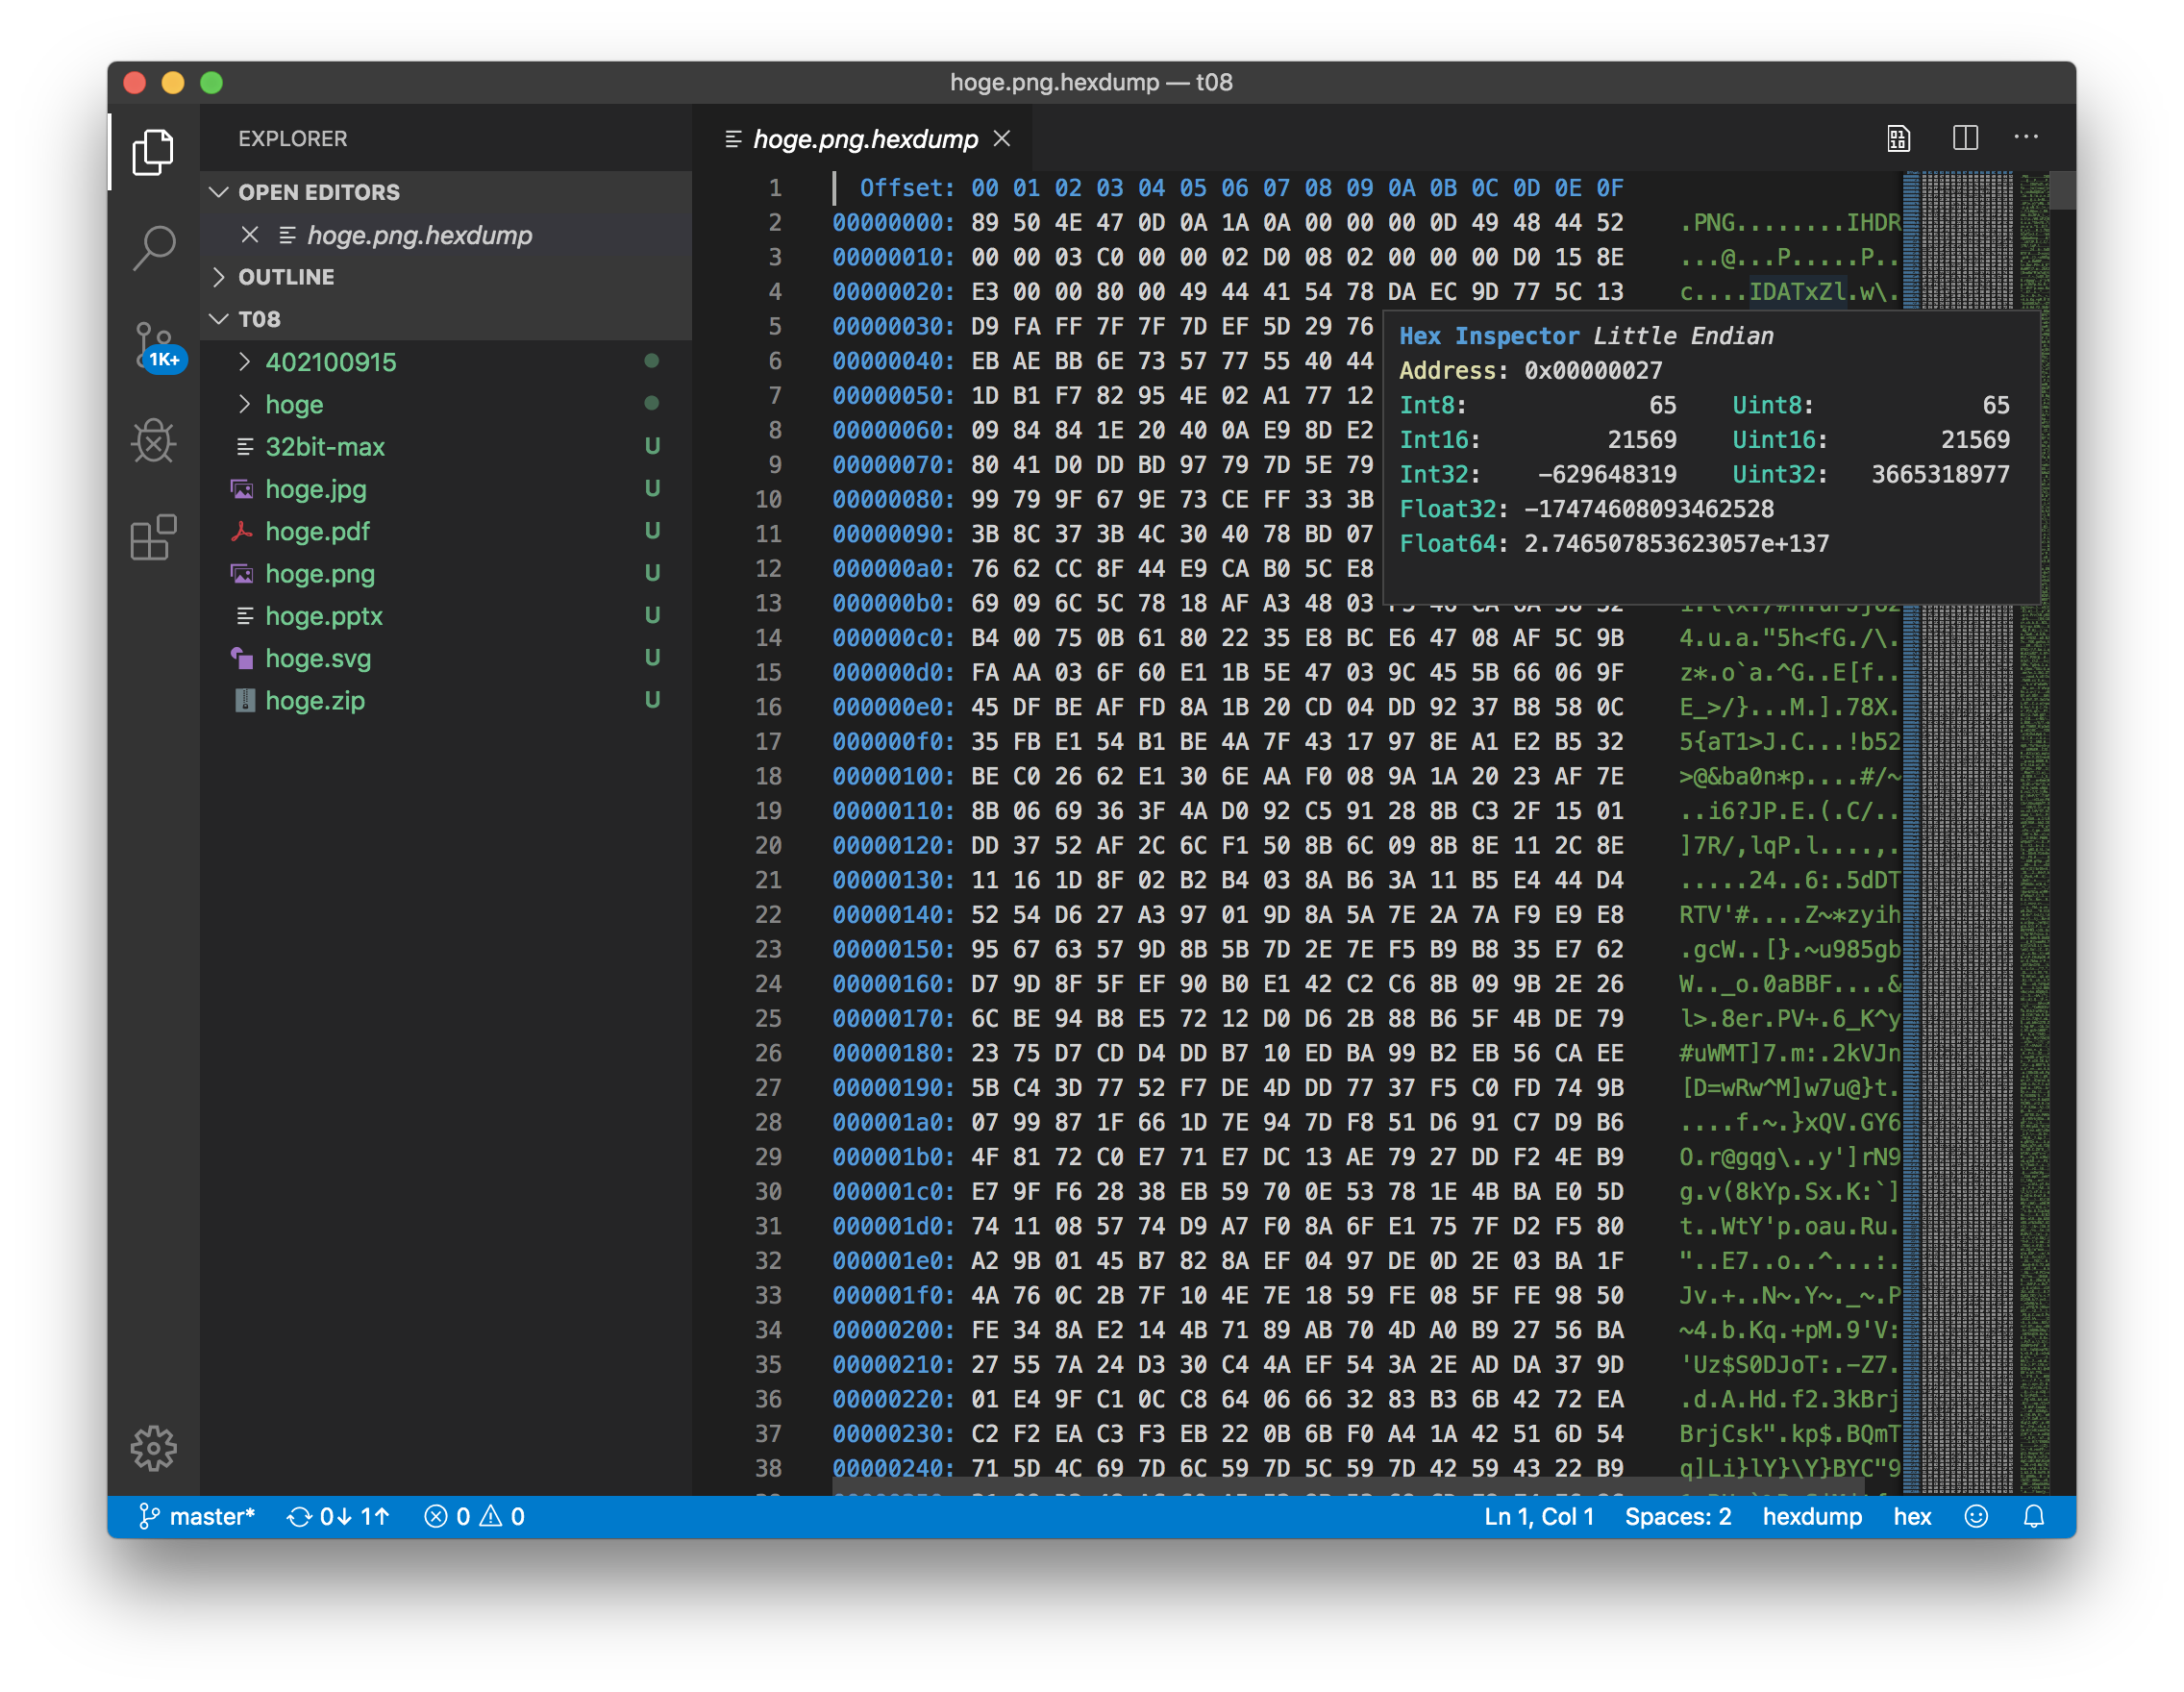 hoge.png.hexdump — t08
EXPLORER
OPEN EDITORS
hoge.png.hexdump
OUTLINE
T08
402100915
hoge
32bit-max U
hoge.jpg U
hoge.pdf U
hoge.png U
hoge.pptx U
hoge.svg U
hoge.zip U
1K+
hoge.png.hexdump
1 Offset: 00 01 02 03 04 05 06 07 08 09 0A 0B 0C 0D 0E 0F
2 00000000: 89 50 4E 47 0D 0A 1A 0A 00 00 00 0D 49 48 44 52 .PNG........IHDR
3 00000010: 00 00 03 C0 00 00 02 D0 08 02 00 00 00 D0 15 8E ...@...P.....P..
4 00000020: E3 00 00 80 00 49 44 41 54 78 DA EC 9D 77 5C 13 c....IDATxZl.w\.
5 00000030: D9 FA FF 7F 7F 7D EF 5D 29 76
6 00000040: EB AE BB 6E 73 57 77 55 40 44
7 00000050: 1D B1 F7 82 95 4E 02 A1 77 12
8 00000060: 09 84 84 1E 20 40 0A E9 8D E2
9 00000070: 80 41 D0 DD BD 97 79 7D 5E 79
10 00000080: 99 79 9F 67 9E 73 CE FF 33 3B
11 00000090: 3B 8C 37 3B 4C 30 40 78 BD 07
12 000000a0: 76 62 CC 8F 44 E9 CA B0 5C E8
13 000000b0: 69 09 6C 5C 78 18 AF A3 48 03
Hex Inspector Little Endian
Address: 0x00000027
Int8: 65 Uint8: 65
Int16: 21569 Uint16: 21569
Int32: -629648319 Uint32: 3665318977
Float32: -17474608093462528
Float64: 2.746507853623057e+137
14 000000c0: B4 00 75 0B 61 80 22 35 E8 BC E6 47 08 AF 5C 9B 4.u.a."5h<fG./\.
15 000000d0: FA AA 03 6F 60 E1 1B 5E 47 03 9C 45 5B 66 06 9F z*.o`a.^G..E[f..
16 000000e0: 45 DF BE AF FD 8A 1B 20 CD 04 DD 92 37 B8 58 0C E_>/}...M.].78X.
17 000000f0: 35 FB E1 54 B1 BE 4A 7F 43 17 97 8E A1 E2 B5 32 5{aT1>J.C...!b52
18 00000100: BE C0 26 62 E1 30 6E AA F0 08 9A 1A 20 23 AF 7E >@&ba0n*p....#/~
19 00000110: 8B 06 69 36 3F 4A D0 92 C5 91 28 8B C3 2F 15 01 ..i6?JP.E.(.C/..
20 00000120: DD 37 52 AF 2C 6C F1 50 8B 6C 09 8B 8E 11 2C 8E ]7R/,lqP.l....,.
21 00000130: 11 16 1D 8F 02 B2 B4 03 8A B6 3A 11 B5 E4 44 D4 .....24..6:.5dDT
22 00000140: 52 54 D6 27 A3 97 01 9D 8A 5A 7E 2A 7A F9 E9 E8 RTV'#....Z~*zyih
23 00000150: 95 67 63 57 9D 8B 5B 7D 2E 7E F5 B9 B8 35 E7 62 .gcW..[}.~u985gb
24 00000160: D7 9D 8F 5F EF 90 B0 E1 42 C2 C6 8B 09 9B 2E 26 W.._o.0aBBF....&
25 00000170: 6C BE 94 B8 E5 72 12 D0 D6 2B 88 B6 5F 4B DE 79 l>.8er.PV+.6_K^y
26 00000180: 23 75 D7 CD D4 DD B7 10 ED BA 99 B2 EB 56 CA EE #uWMT]7.m:.2kVJn
27 00000190: 5B C4 3D 77 52 F7 DE 4D DD 77 37 F5 C0 FD 74 9B [D=wRw^M]w7u@}t.
28 000001a0: 07 99 87 1F 66 1D 7E 94 7D F8 51 D6 91 C7 D9 B6 ....f.~.}xQV.GY6
29 000001b0: 4F 81 72 C0 E7 71 E7 DC 13 AE 79 27 DD F2 4E B9 O.r@gqg\..y']rN9
30 000001c0: E7 9F F6 28 38 EB 59 70 0E 53 78 1E 4B BA E0 5D g.v(8kYp.Sx.K:`]
31 000001d0: 74 11 08 57 74 D9 A7 F0 8A 6F E1 75 7F D2 F5 80 t..WtY'p.oau.Ru.
32 000001e0: A2 9B 01 45 B7 82 8A EF 04 97 DE 0D 2E 03 BA 1F "..E7..o..^...:.
33 000001f0: 4A 76 0C 2B 7F 10 4E 7E 18 59 FE 08 5F FE 98 50 Jv.+..N~.Y~._~.P
34 00000200: FE 34 8A E2 14 4B 71 89 AB 70 4D A0 B9 27 56 BA ~4.b.Kq.+pM.9'V:
35 00000210: 27 55 7A 24 D3 30 C4 4A EF 54 3A 2E AD DA 37 9D 'Uz$S0DJoT:.-Z7.
36 00000220: 01 E4 9F C1 0C C8 64 06 66 32 83 B3 6B 42 72 EA .d.A.Hd.f2.3kBrj
37 00000230: C2 F2 EA C3 F3 EB 22 0B 6B F0 A4 1A 42 51 6D 54 BrjCsk".kp$.BQmT
38 00000240: 71 5D 4C 69 7D 6C 59 7D 5C 59 7D 42 59 43 22 B9 q]Li}lY}\Y}BYC"9
master* 0↓ 1↑ 0 0
Ln 1, Col 1 Spaces: 2 hexdump hex